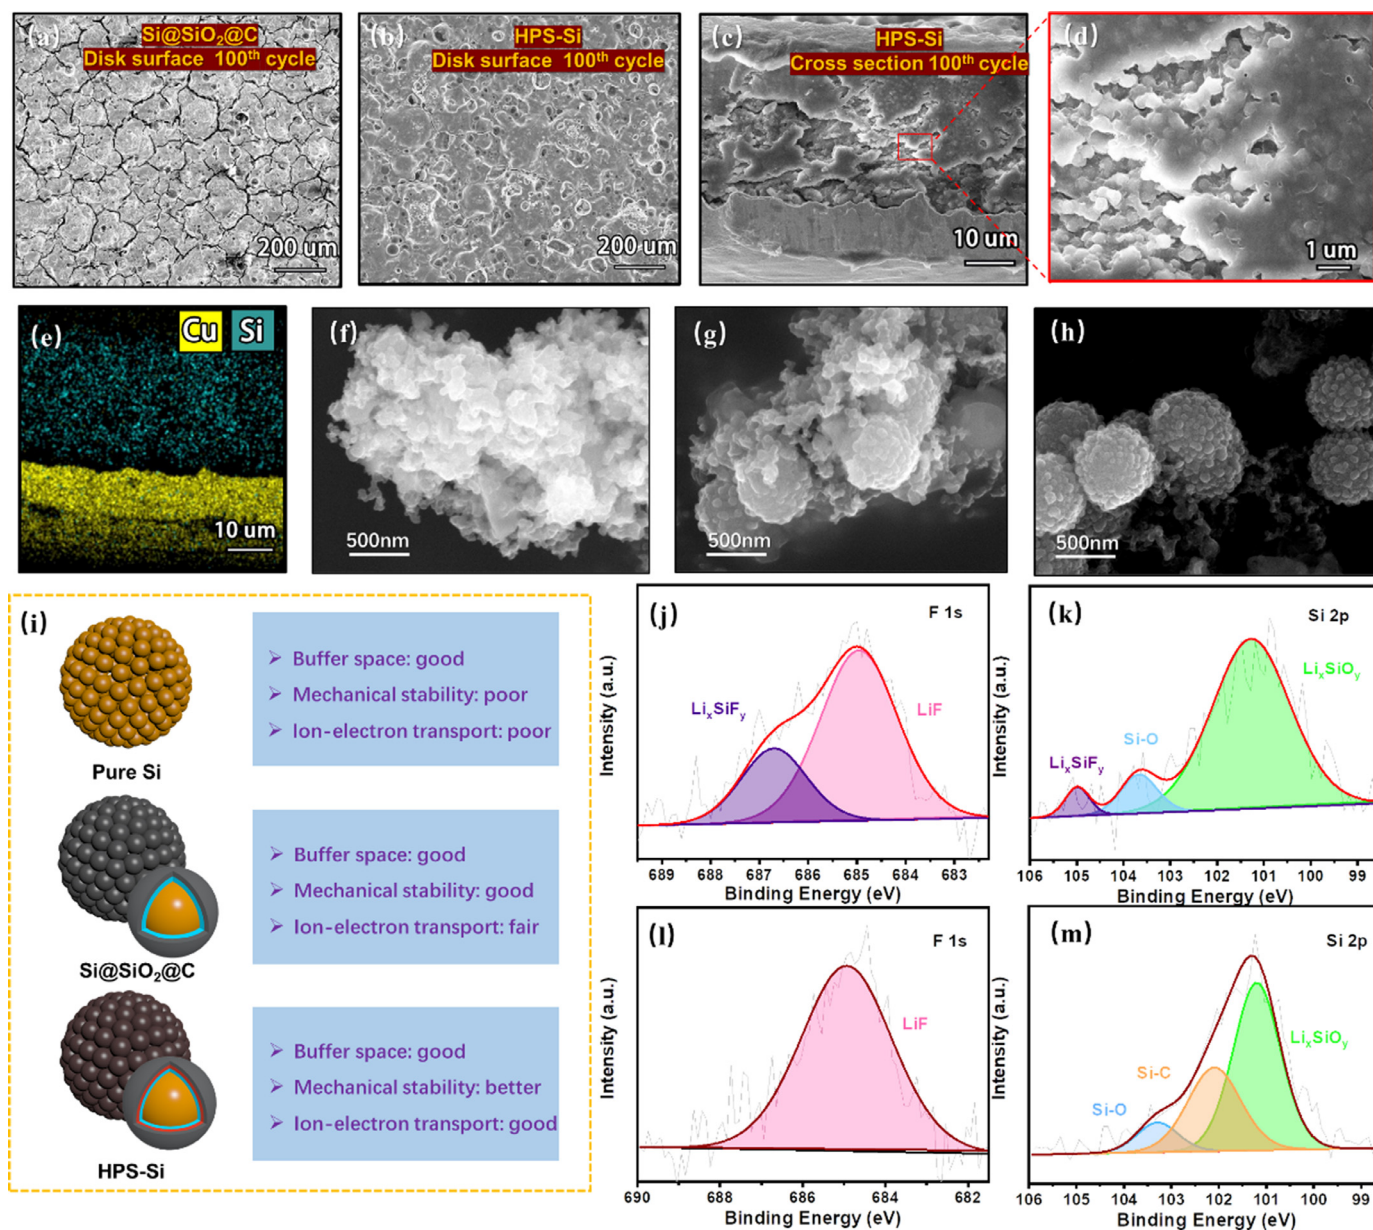 (a)
Si@SiO₂@C
Disk surface 100ᵗʰ cycle
200 um
(b)
HPS-Si
Disk surface 100ᵗʰ cycle
200 um
(c)
HPS-Si
Cross section 100ᵗʰ cycle
10 um
(d)
1 um
(e)
Cu Si
10 um
(f)
500nm
(g)
500nm
(h)
500nm
(i)
Pure Si
➢ Buffer space: good
➢ Mechanical stability: poor
➢ Ion-electron transport: poor
Si@SiO₂@C
➢ Buffer space: good
➢ Mechanical stability: good
➢ Ion-electron transport: fair
HPS-Si
➢ Buffer space: good
➢ Mechanical stability: better
➢ Ion-electron transport: good
(j)
F 1s
LiₓSiFᵧ
LiF
Intensity (a.u.)
689 688 687 686 685 684 683
Binding Energy (eV)
(k)
Si 2p
LiₓSiOᵧ
Si-O
LiₓSiFᵧ
Intensity (a.u.)
106 105 104 103 102 101 100 99
Binding Energy (eV)
(l)
F 1s
LiF
Intensity (a.u.)
690 688 686 684 682
Binding Energy (eV)
(m)
Si 2p
LiₓSiOᵧ
Si-C
Si-O
Intensity (a.u.)
106 105 104 103 102 101 100 99
Binding Energy (eV)